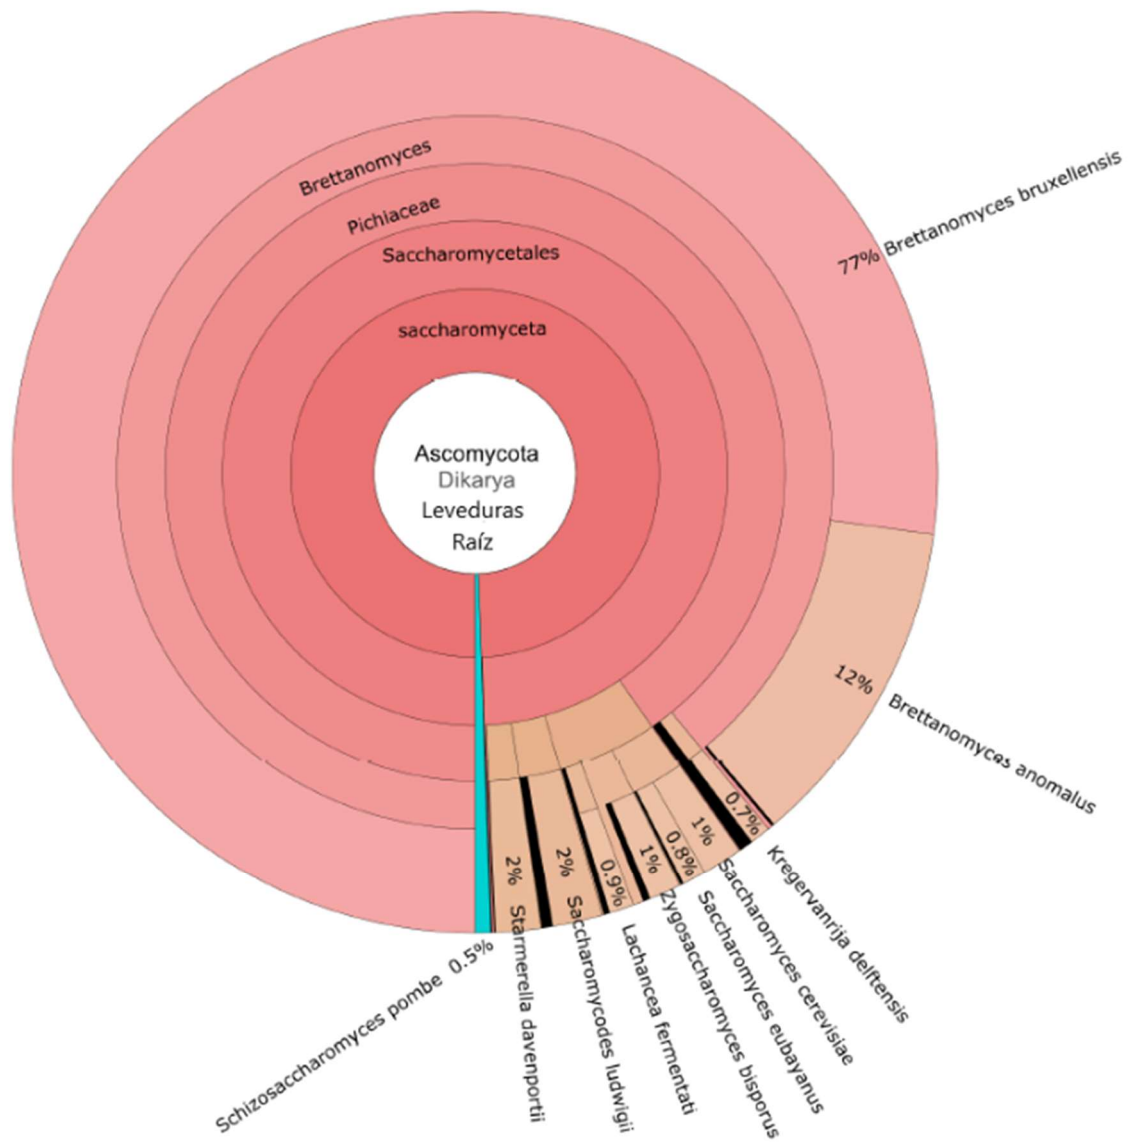 Brettanomyces
Pichiaceae
Saccharomycetales
saccharomyceta
Ascomycota
Dikarya
Leveduras
Raíz
77% Brettanomyces bruxellensis
12% Brettanomyces anomalus
0.7% Kregervanrija delftensis
1% Saccharomyces cerevisiae
0.8% Saccharomyces eubayanus
1% Zygosaccharomyces bisporus
0.9% Lachancea fermentati
2% Saccharomycodes ludwigii
2% Starmerella davenportii
Schizosaccharomyces pombe 0.5%